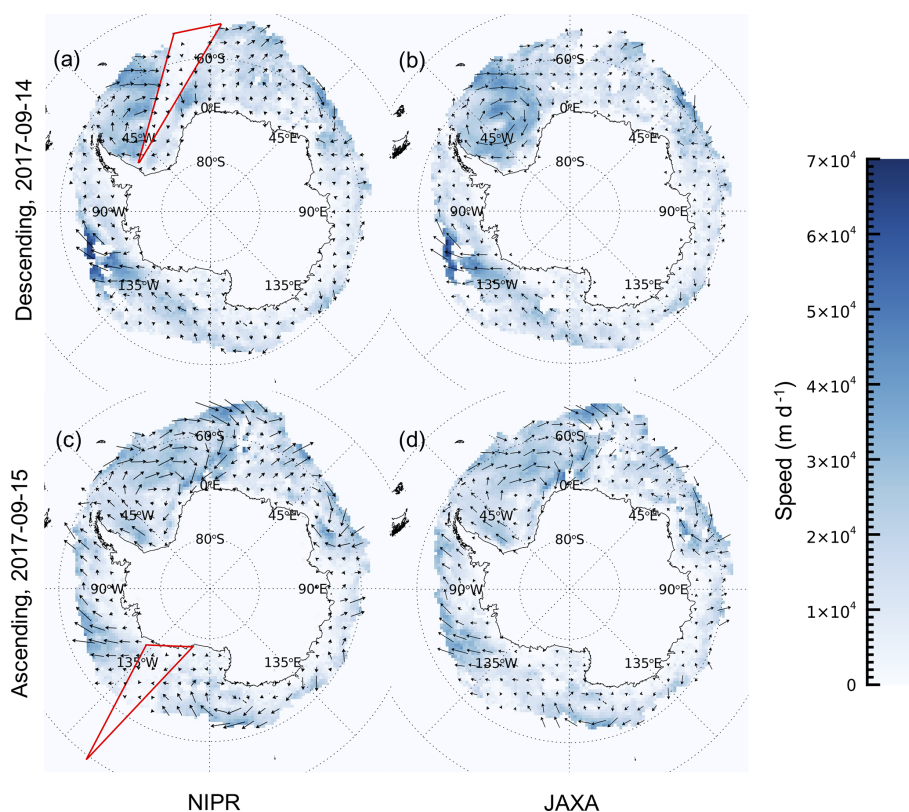 (a)
60°S
0°E
45°W
45°E
80°S
90°W
90°E
135°W
135°E
(b)
60°S
0°E
45°W
45°E
80°S
90°W
90°E
135°W
135°E
Descending, 2017-09-14
(c)
60°S
0°E
45°W
45°E
80°S
90°W
90°E
135°W
135°E
(d)
60°S
0°E
45°W
45°E
80°S
90°W
90°E
135°W
135°E
Ascending, 2017-09-15
NIPR
JAXA
7×10⁴
6×10⁴
5×10⁴
4×10⁴
3×10⁴
2×10⁴
1×10⁴
0
Speed (m d⁻¹)